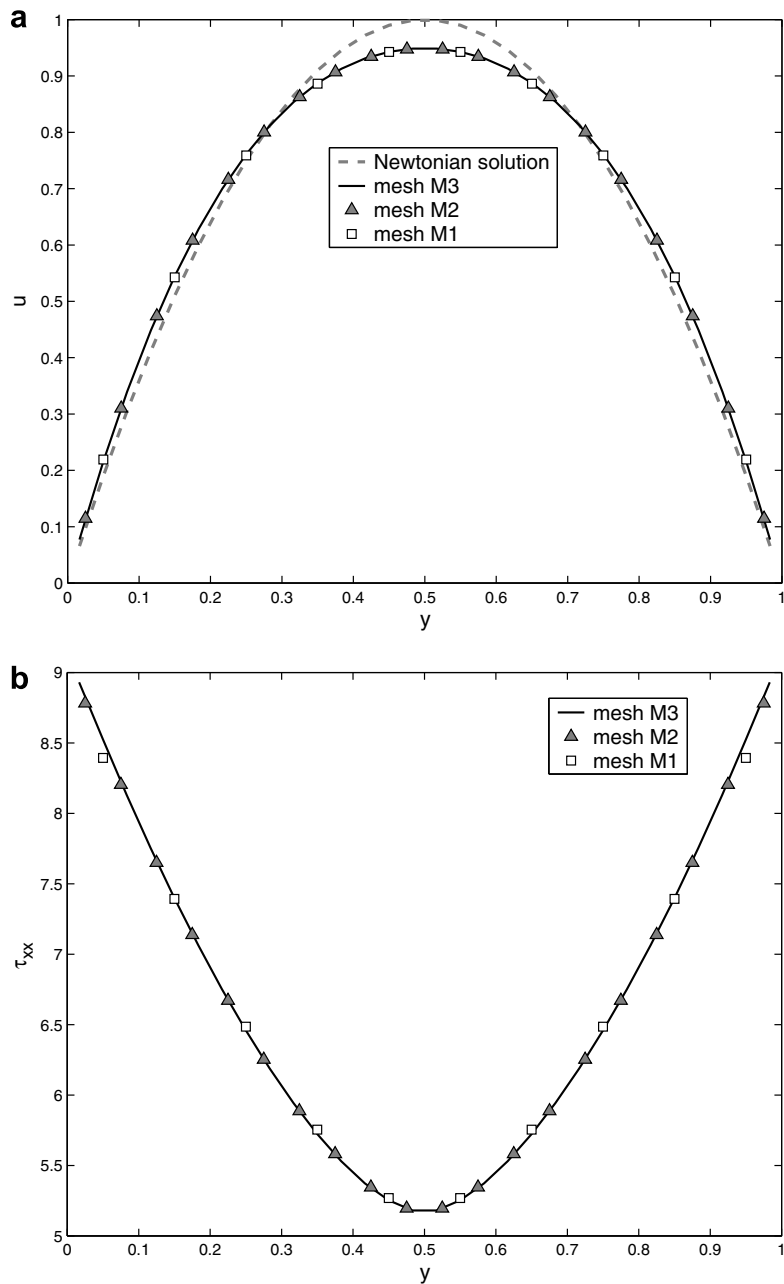 a
1
0.9
0.8
0.7
0.6
0.5
0.4
0.3
0.2
0.1
0
u
Newtonian solution
mesh M3
mesh M2
mesh M1
0 0.1 0.2 0.3 0.4 0.5 0.6 0.7 0.8 0.9 1
y
b
9
8.5
8
7.5
7
6.5
6
5.5
5
τxx
mesh M3
mesh M2
mesh M1
0 0.1 0.2 0.3 0.4 0.5 0.6 0.7 0.8 0.9 1
y